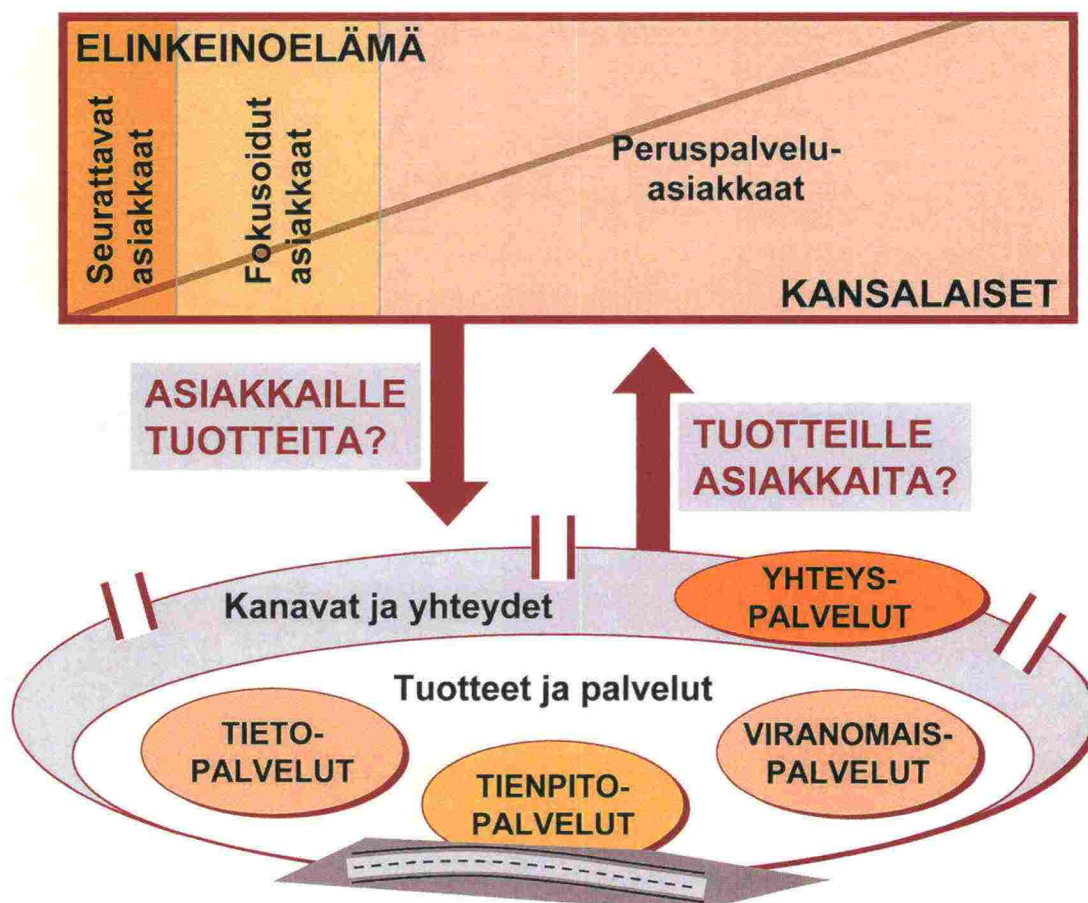 ELINKEINOELÄMÄ
Seurattavat
asiakkaat
Fokusoidut
asiakkaat
Peruspalvelu-
asiakkaat
KANSALAISET
ASIAKKAILLE
TUOTTEITA?
TUOTTEILLE
ASIAKKAITA?
Kanavat ja yhteydet
YHTEYS-
PALVELUT
Tuotteet ja palvelut
TIETO-
PALVELUT
TIENPITO-
PALVELUT
VIRANOMAIS-
PALVELUT